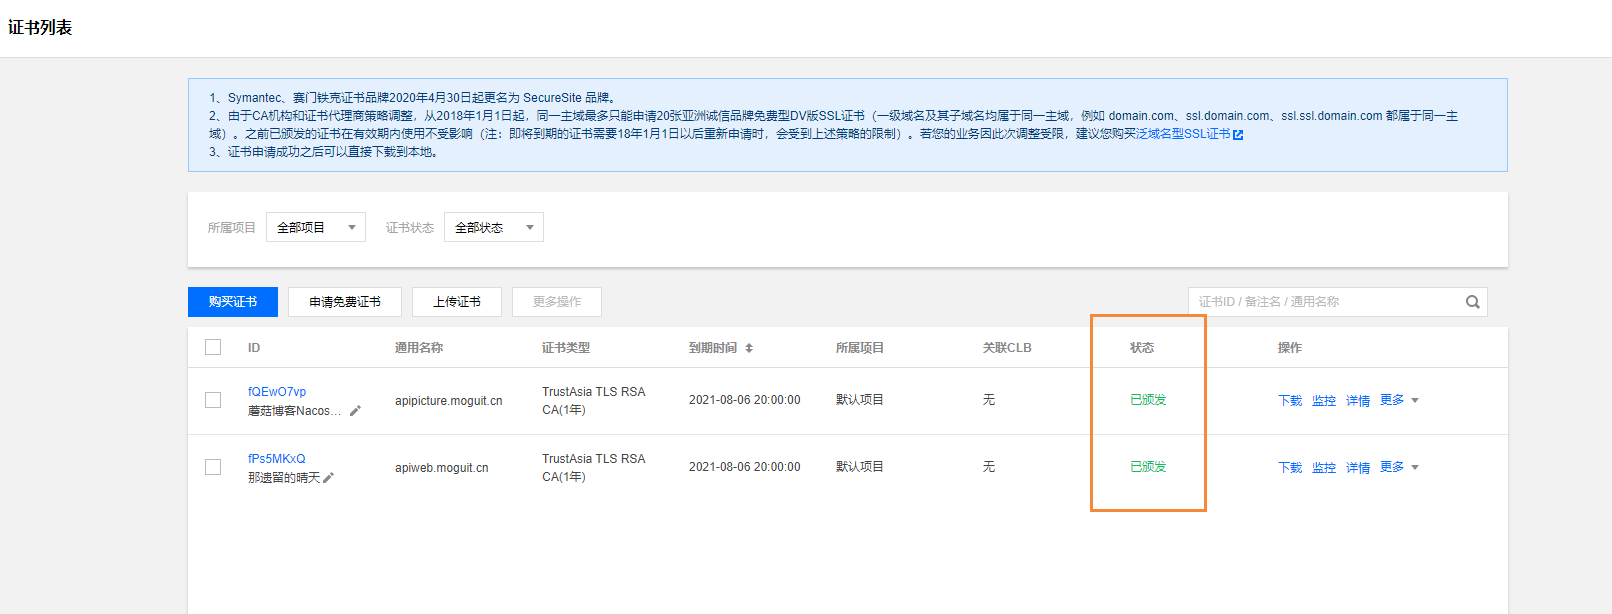 证书列表
1、Symantec、赛门铁克证书品牌2020年4月30日起更名为 SecureSite 品牌。
2、由于CA机构和证书代理商策略调整，从2018年1月1日起，同一主域最多只能申请20张亚洲诚信品牌免费型DV版SSL证书（一级域名及其子域名均属于同一主域，例如 domain.com、ssl.domain.com、ssl.ssl.domain.com 都属于同一主
域）。之前已颁发的证书在有效期内使用不受影响（注：即将到期的证书需要18年1月1日以后重新申请时，会受到上述策略的限制）。若您的业务因此次调整受限，建议您购买泛域名型SSL证书
3、证书申请成功之后可以直接下载到本地。
所属项目 全部项目 证书状态 全部状态
购买证书 申请免费证书 上传证书 更多操作 证书ID / 备注名 / 通用名称
ID 通用名称 证书类型 到期时间 所属项目 关联CLB 状态 操作
fQEwO7vp
蘑菇博客Nacos... apipicture.moguit.cn TrustAsia TLS RSA
CA(1年) 2021-08-06 20:00:00 默认项目 无 已颁发 下载 监控 详情 更多
fPs5MKxQ
那遗留的晴天 apiweb.moguit.cn TrustAsia TLS RSA
CA(1年) 2021-08-06 20:00:00 默认项目 无 已颁发 下载 监控 详情 更多